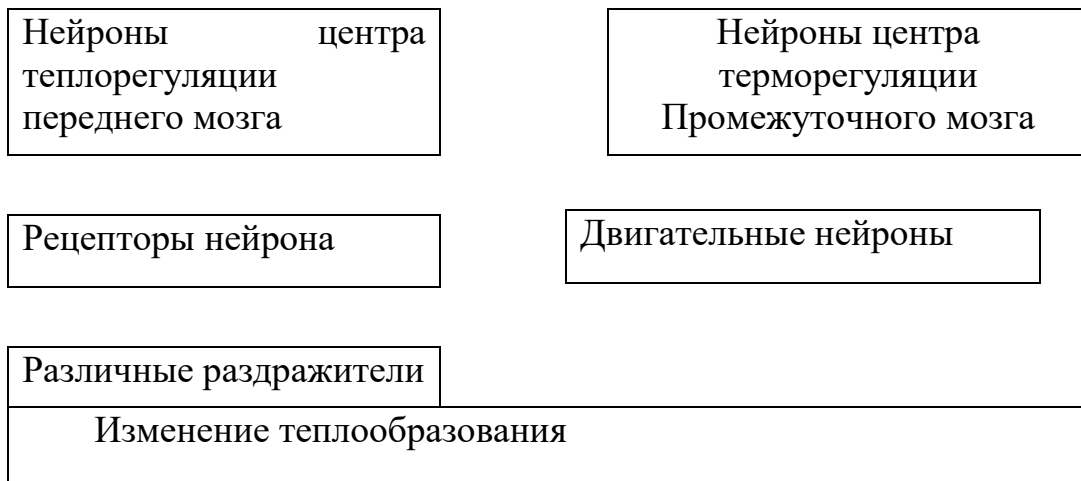 Нейроны центра
теплорегуляции
переднего мозга
Нейроны центра
терморегуляции
Промежуточного мозга
Рецепторы нейрона
Двигательные нейроны
Различные раздражители
Изменение теплообразования